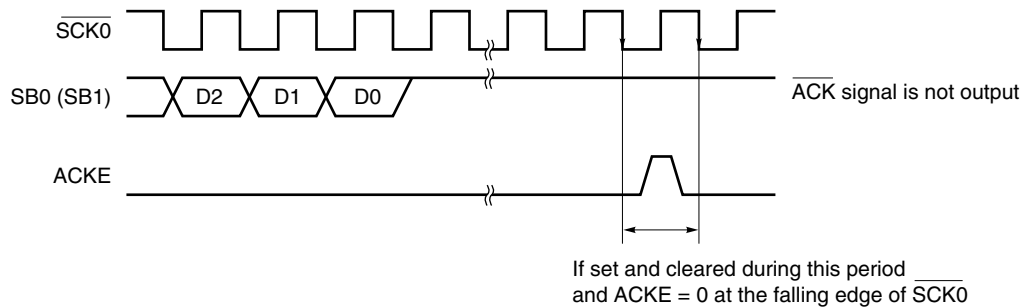 SCK0
SB0 (SB1)
D2
D1
D0
ACK signal is not output
ACKE
If set and cleared during this period
and ACKE = 0 at the falling edge of SCK0